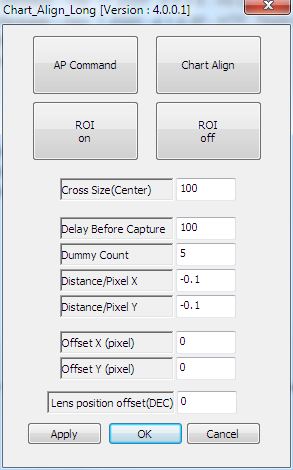 Chart_Align_Long [Version : 4.0.0.1]
AP Command
Chart Align
ROI
on
ROI
off
Cross Size(Center) 100
Delay Before Capture 100
Dummy Count 5
Distance/Pixel X -0.1
Distance/Pixel Y -0.1
Offset X (pixel) 0
Offset Y (pixel) 0
Lens position offset(DEC) 0
Apply OK Cancel